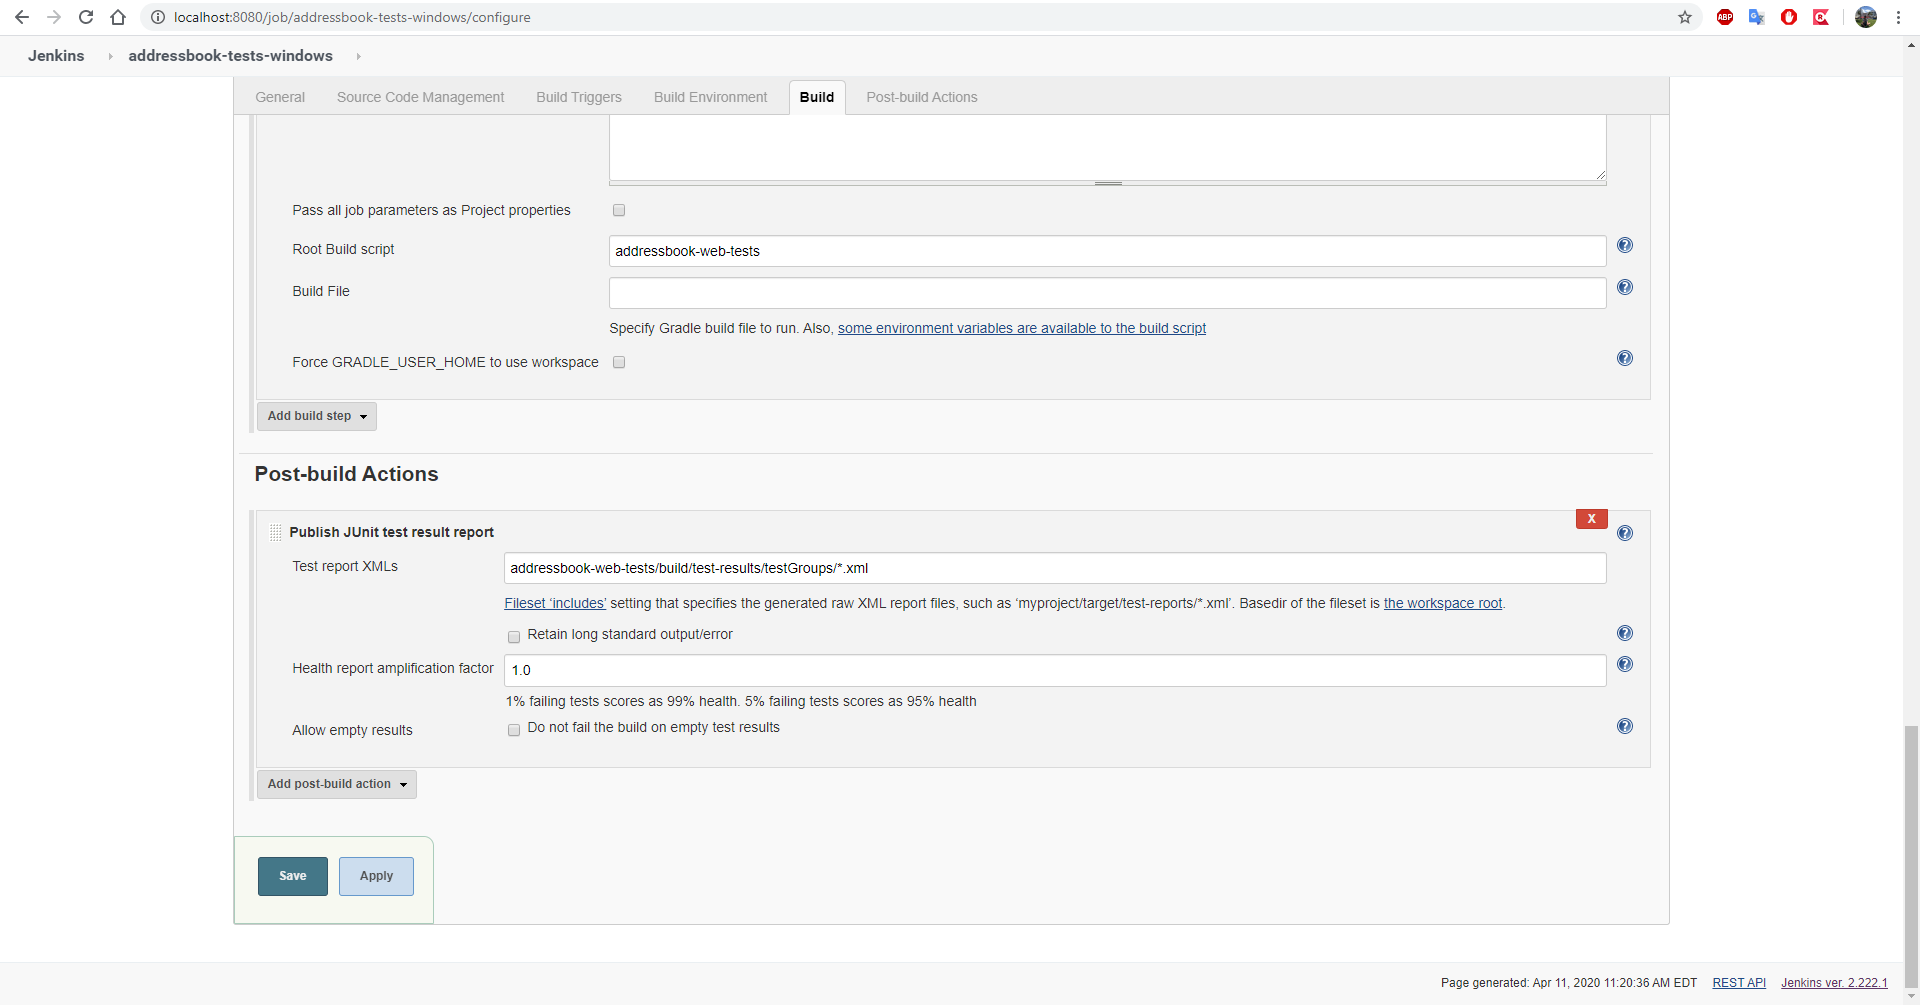 localhost:8080/job/addressbook-tests-windows/configure
ABP
Jenkins addressbook-tests-windows
General Source Code Management Build Triggers Build Environment Build Post-build Actions
Pass all job parameters as Project properties
Root Build script addressbook-web-tests
Build File
Specify Gradle build file to run. Also, some environment variables are available to the build script
Force GRADLE_USER_HOME to use workspace
Add build step
Post-build Actions
X
Publish JUnit test result report
Test report XMLs addressbook-web-tests/build/test-results/testGroups/*.xml
Fileset ‘includes’ setting that specifies the generated raw XML report files, such as ‘myproject/target/test-reports/*.xml’. Basedir of the fileset is the workspace root.
Retain long standard output/error
Health report amplification factor 1.0
1% failing tests scores as 99% health. 5% failing tests scores as 95% health
Allow empty results Do not fail the build on empty test results
Add post-build action
Save Apply
Page generated: Apr 11, 2020 11:20:36 AM EDT REST API Jenkins ver. 2.222.1